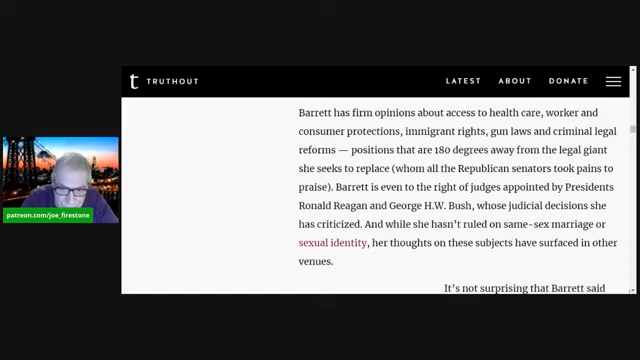 TRUTHOUT
LATEST ABOUT DONATE
Barrett has firm opinions about access to health care, worker and
consumer protections, immigrant rights, gun laws and criminal legal
reforms — positions that are 180 degrees away from the legal giant
she seeks to replace (whom all the Republican senators took pains to
praise). Barrett is even to the right of judges appointed by Presidents
Ronald Reagan and George H.W. Bush, whose judicial decisions she
has criticized. And while she hasn't ruled on same-sex marriage or
sexual identity, her thoughts on these subjects have surfaced in other
venues.
It's not surprising that Barrett said
patreon.com/joe_firestone